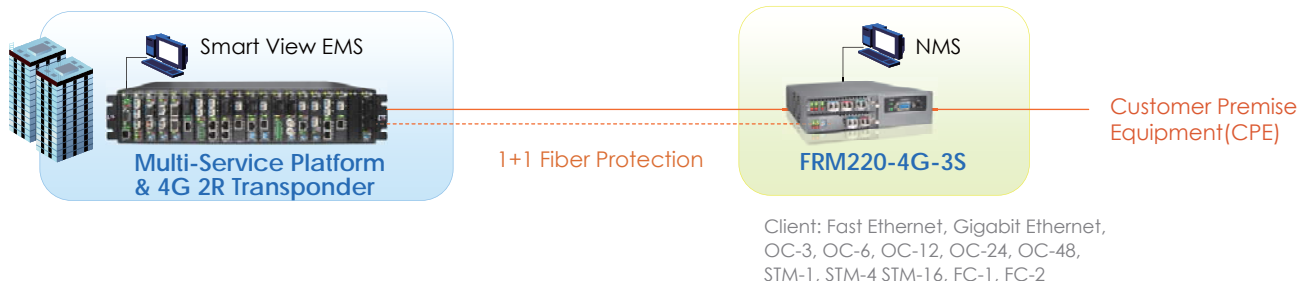 Smart View EMS
NMS
Multi-Service Platform
& 4G 2R Transponder
1+1 Fiber Protection
FRM220-4G-3S
Customer Premise
Equipment(CPE)
Client: Fast Ethernet, Gigabit Ethernet,
OC-3, OC-6, OC-12, OC-24, OC-48,
STM-1, STM-4 STM-16, FC-1, FC-2